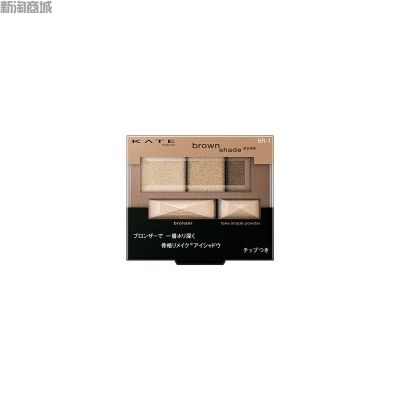 新淘商城
KATE
TOKYO
brown shade eyes
BR-1
bronzer
fake shade powder
ブロンザーで 一層ホリ深く
骨格リメイク*アイシャドウ
チップつき